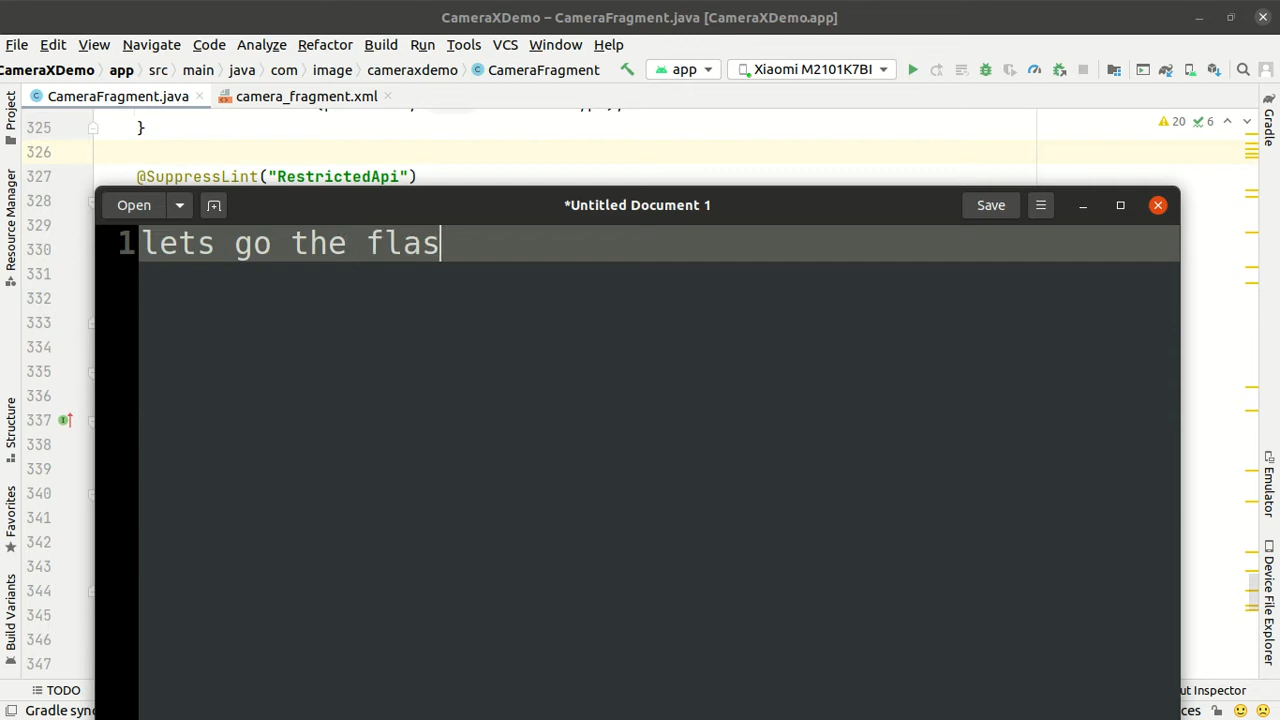 CameraXDemo – CameraFragment.java [CameraXDemo.app]
File Edit View Navigate Code Analyze Refactor Build Run Tools VCS Window Help
CameraXDemo app src main java com image cameraxdemo CameraFragment app Xiaomi M2101K7BI
CameraFragment.java camera_fragment.xml
325 }
20 6
326
327 @SuppressLint("RestrictedApi")
328
329
330
331
332
333
334
335
336
337
338
339
340
341
342
343
344
345
346
347
Open *Untitled Document 1 Save
1 lets go the flas
Project
Resource Manager
Structure
Favorites
Build Variants
Gradle
Emulator
Device File Explorer
TODO
ut Inspector
Gradle sync
ces